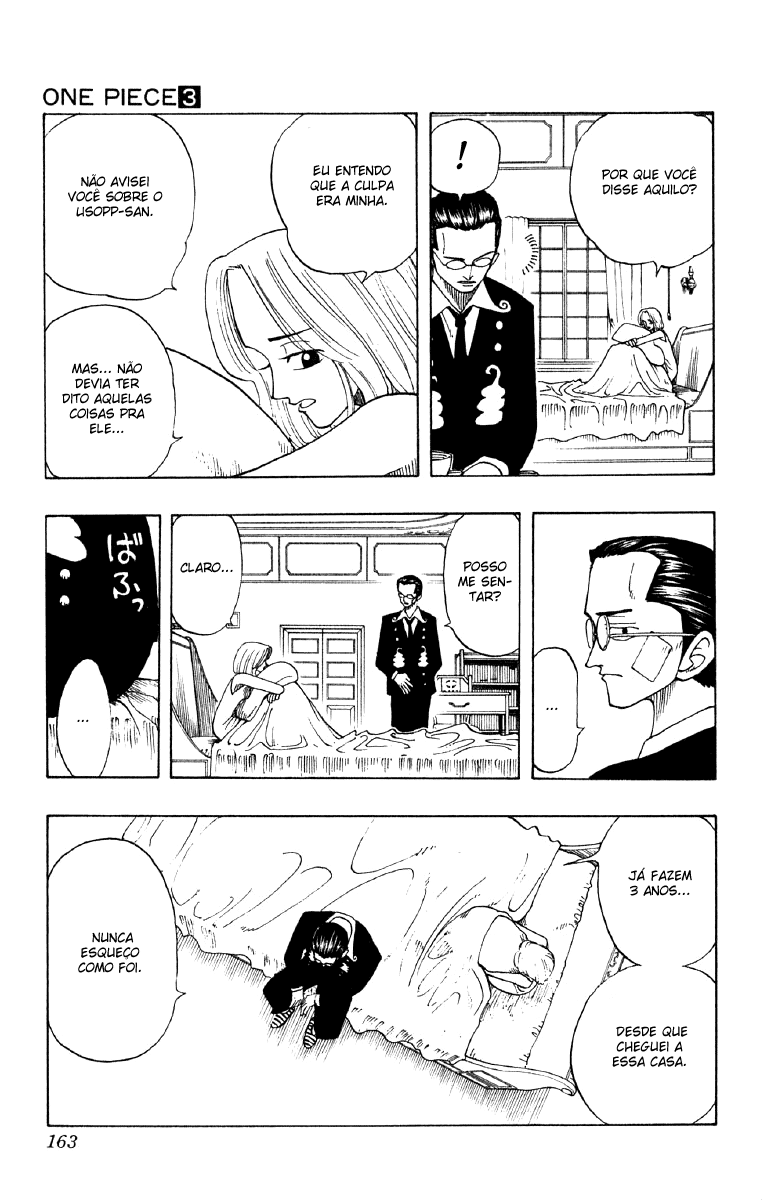 ONE PIECE 3
!
POR QUE VOCÊ
DISSE AQUILO?
EU ENTENDO
QUE A CULPA
ERA MINHA.
NÃO AVISEI
VOCÊ SOBRE O
USOPP-SAN.
MAS... NÃO
DEVIA TER
DITO AQUELAS
COISAS PRA
ELE...
...
POSSO
ME SEN-
TAR?
CLARO...
ばふっ
...
JÁ FAZEM
3 ANOS...
DESDE QUE
CHEGUEI A
ESSA CASA.
NUNCA
ESQUEÇO
COMO FOI.
163